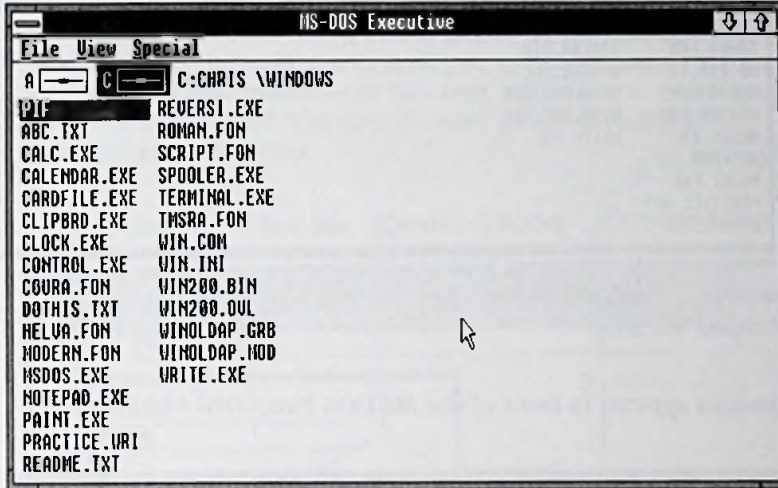 MS-DOS Executive
File View Special
A C C:CHRIS \WINDOWS
PIF
ABC.TXT
CALC.EXE
CALENDAR.EXE
CARDFILE.EXE
CLIPBRD.EXE
CLOCK.EXE
CONTROL.EXE
COURA.FON
DOTHIS.TXT
HELVA.FON
MODERN.FON
MSDOS.EXE
NOTEPAD.EXE
PAINT.EXE
PRACTICE.WRI
README.TXT
REVERSI.EXE
ROMAN.FON
SCRIPT.FON
SPOOLER.EXE
TERMINAL.EXE
TMSRA.FON
WIN.COM
WIN.INI
WIN200.BIN
WIN200.OVL
WINOLDAP.GRB
WINOLDAP.MOD
WRITE.EXE